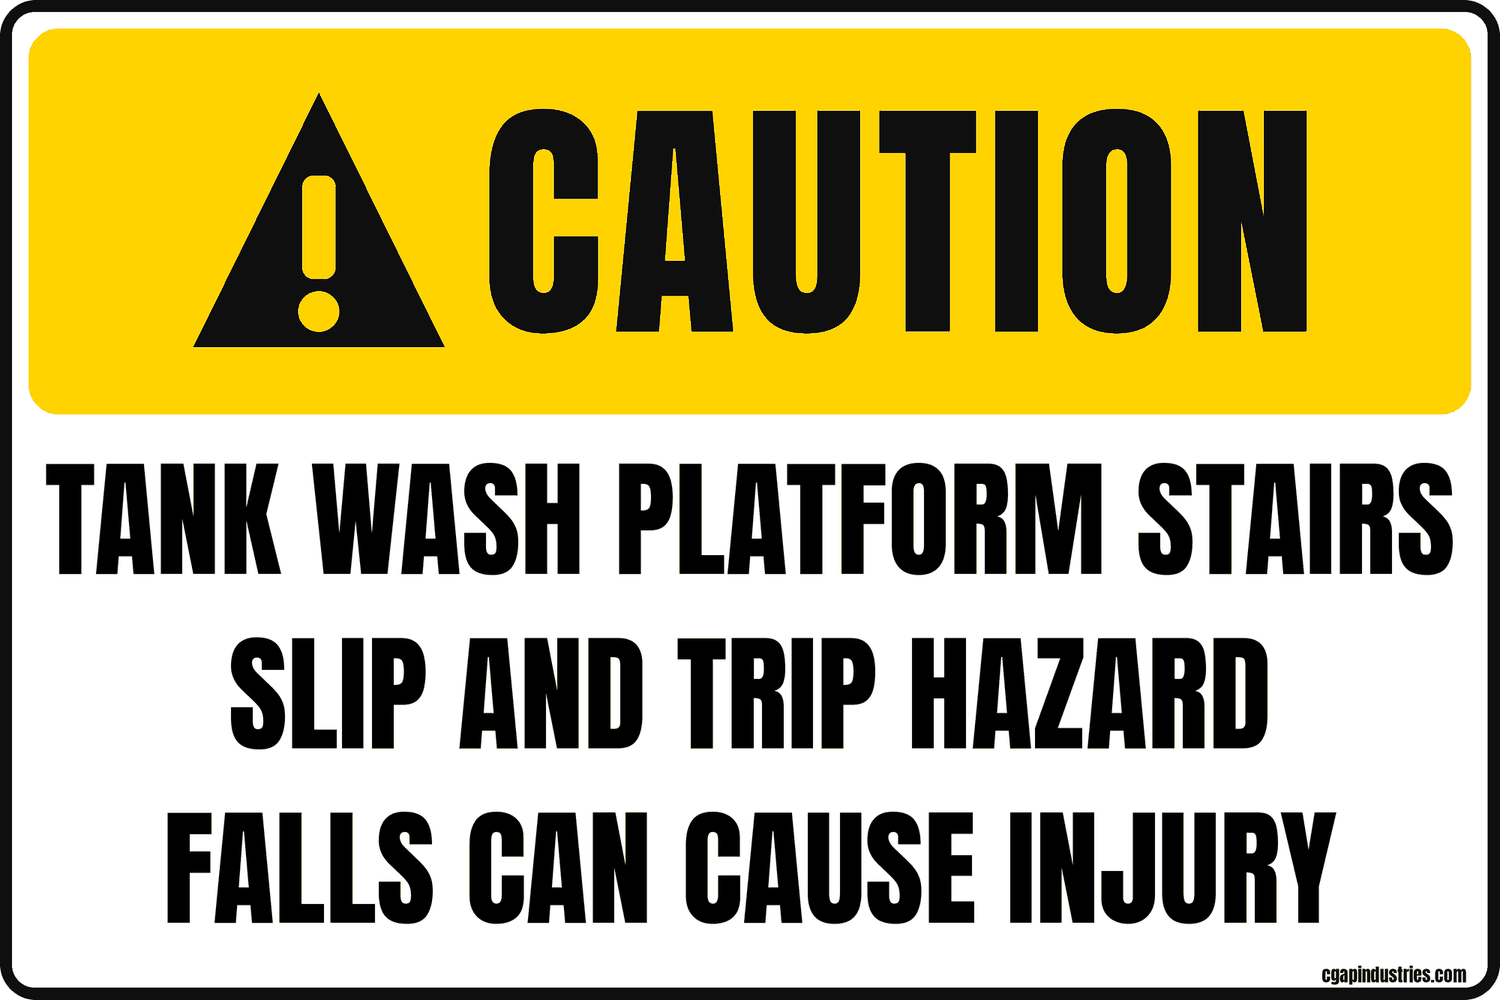 CAUTION
TANK WASH PLATFORM STAIRS
SLIP AND TRIP HAZARD
FALLS CAN CAUSE INJURY
cgapindustries.com